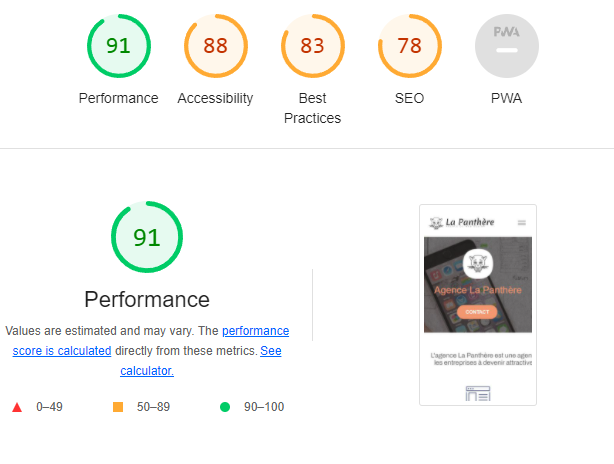 91
88
83
78
PWA
Performance
Accessibility
Best
Practices
SEO
PWA
91
Performance
Values are estimated and may vary. The performance
score is calculated directly from these metrics. See
calculator.
0–49
50–89
90–100
La Panthère
Agence La Panthère
CONTACT
L'agence La Panthère est une agen
les entreprises à devenir attractive